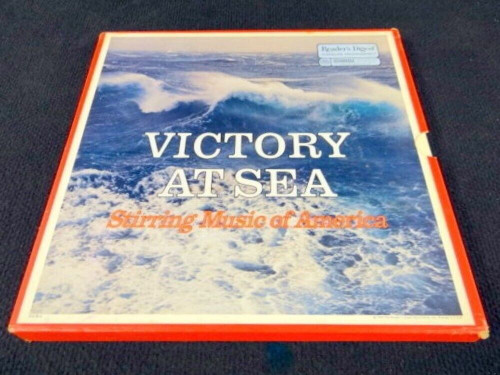 Reader's Digest
VICTORY
AT SEA
Stirring Music of America